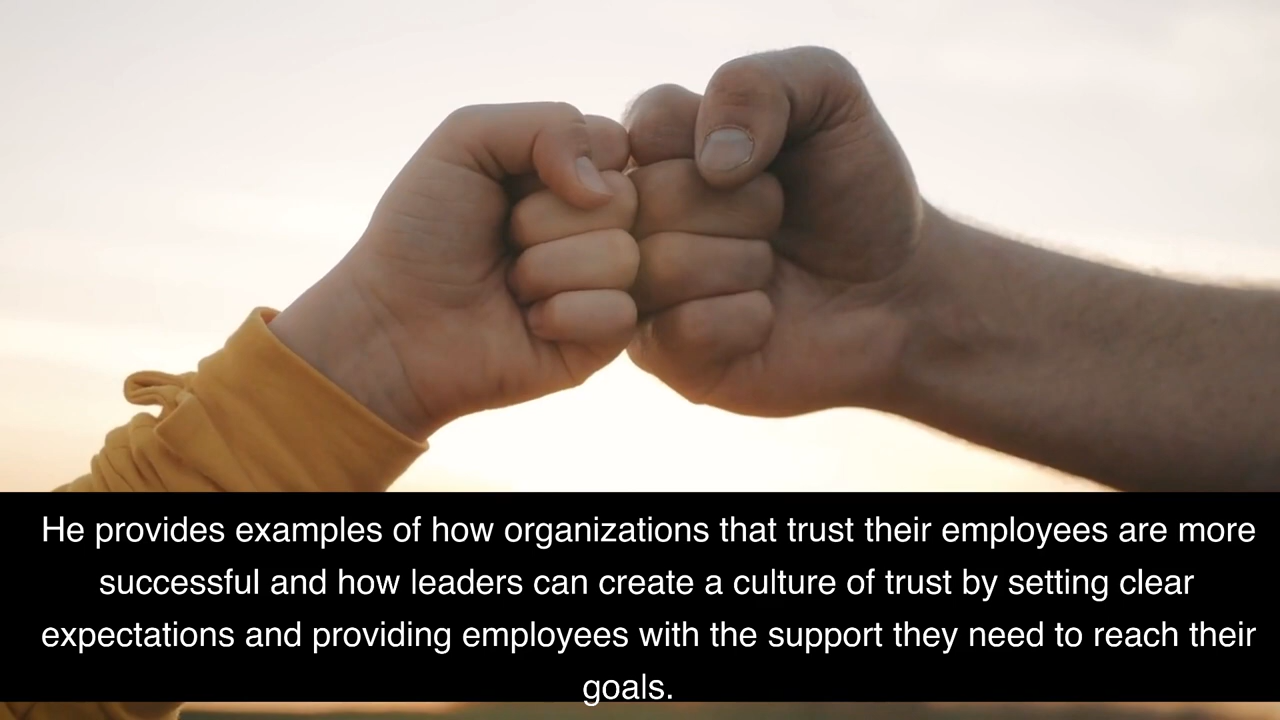 He provides examples of how organizations that trust their employees are more
successful and how leaders can create a culture of trust by setting clear
expectations and providing employees with the support they need to reach their
goals.